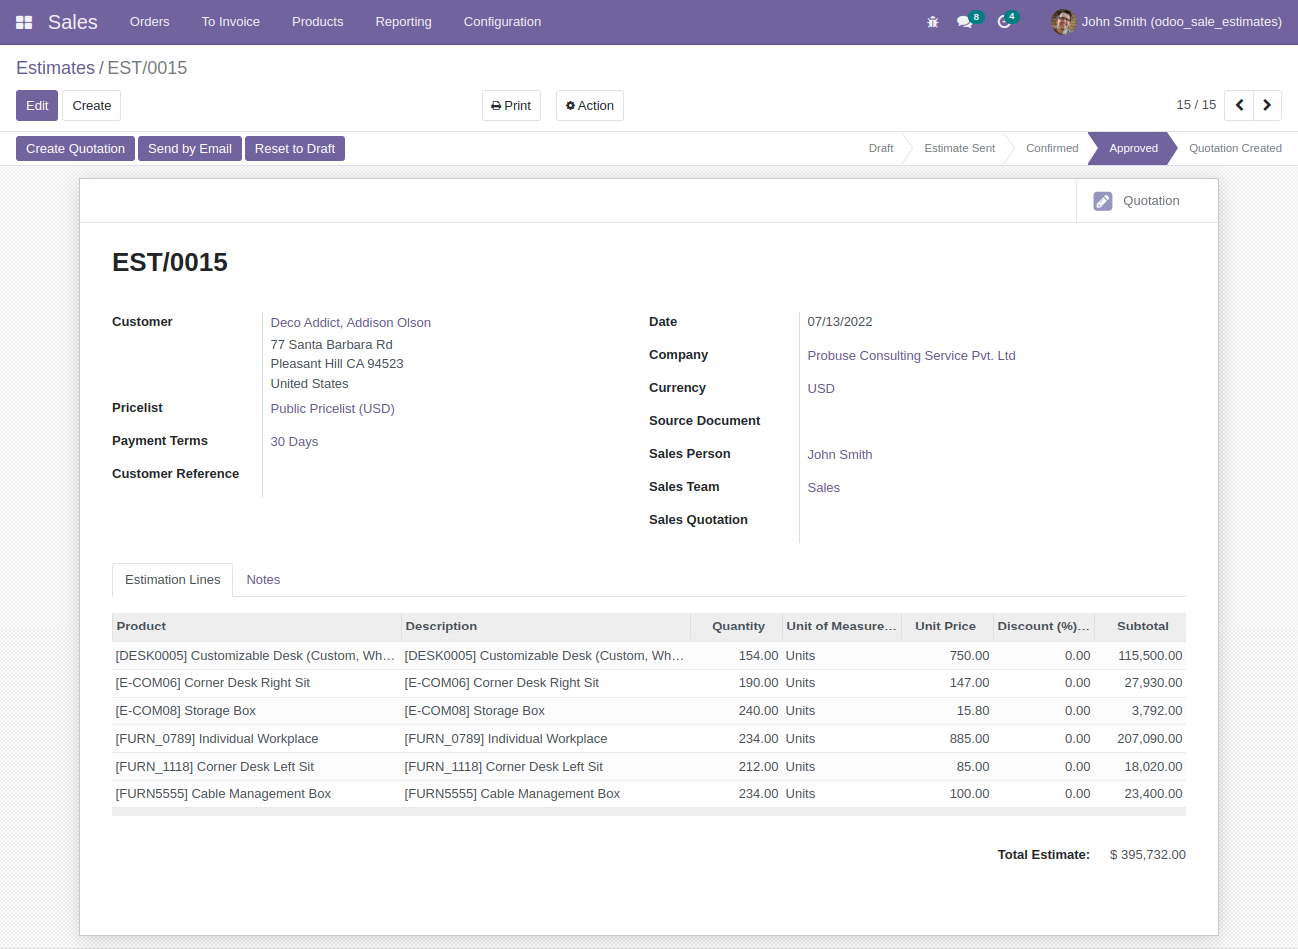 Sales Orders To Invoice Products Reporting Configuration 8 4 John Smith (odoo_sale_estimates)
Estimates / EST/0015
Edit Create Print Action 15 / 15
Create Quotation Send by Email Reset to Draft Draft Estimate Sent Confirmed Approved Quotation Created
Quotation
EST/0015
Customer Deco Addict, Addison Olson
77 Santa Barbara Rd
Pleasant Hill CA 94523
United States
Pricelist Public Pricelist (USD)
Payment Terms 30 Days
Customer Reference
Date 07/13/2022
Company Probuse Consulting Service Pvt. Ltd
Currency USD
Source Document
Sales Person John Smith
Sales Team Sales
Sales Quotation
Estimation Lines Notes
Product Description Quantity Unit of Measure... Unit Price Discount (%)... Subtotal
[DESK0005] Customizable Desk (Custom, Wh... [DESK0005] Customizable Desk (Custom, Wh... 154.00 Units 750.00 0.00 115,500.00
[E-COM06] Corner Desk Right Sit [E-COM06] Corner Desk Right Sit 190.00 Units 147.00 0.00 27,930.00
[E-COM08] Storage Box [E-COM08] Storage Box 240.00 Units 15.80 0.00 3,792.00
[FURN_0789] Individual Workplace [FURN_0789] Individual Workplace 234.00 Units 885.00 0.00 207,090.00
[FURN_1118] Corner Desk Left Sit [FURN_1118] Corner Desk Left Sit 212.00 Units 85.00 0.00 18,020.00
[FURN5555] Cable Management Box [FURN5555] Cable Management Box 234.00 Units 100.00 0.00 23,400.00
Total Estimate: $ 395,732.00